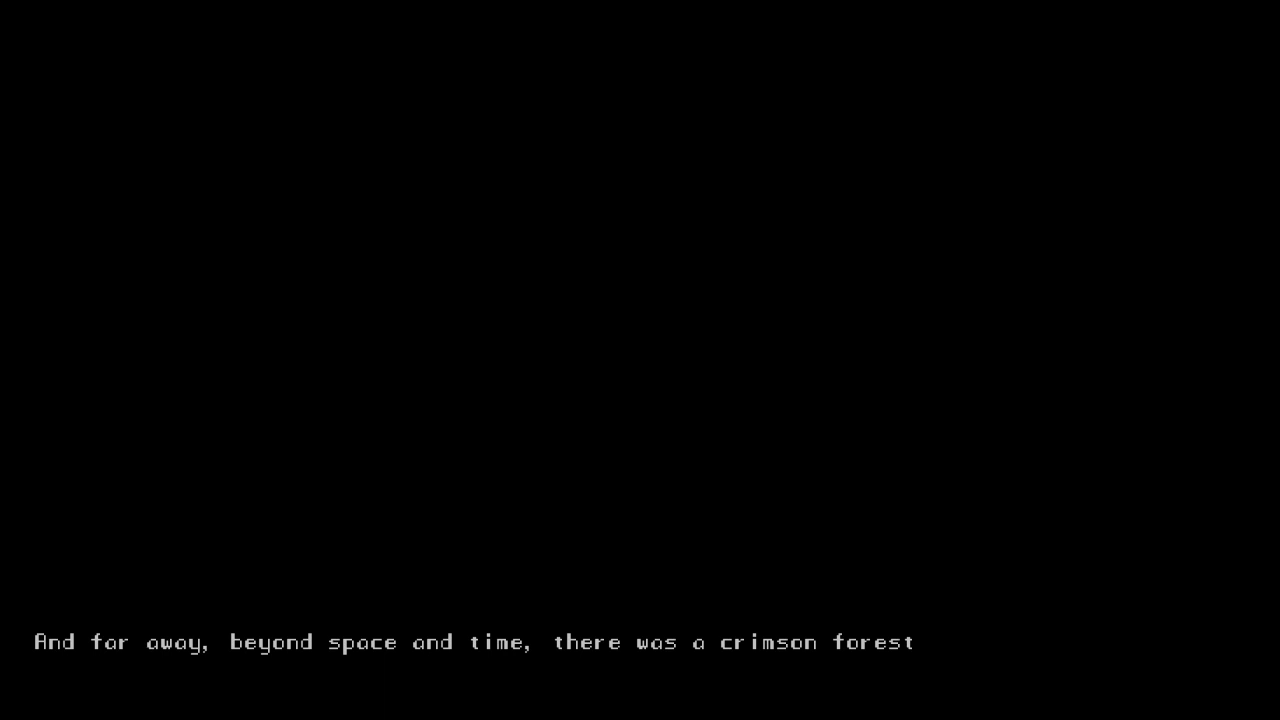 And far away, beyond space and time, there was a crimson forest